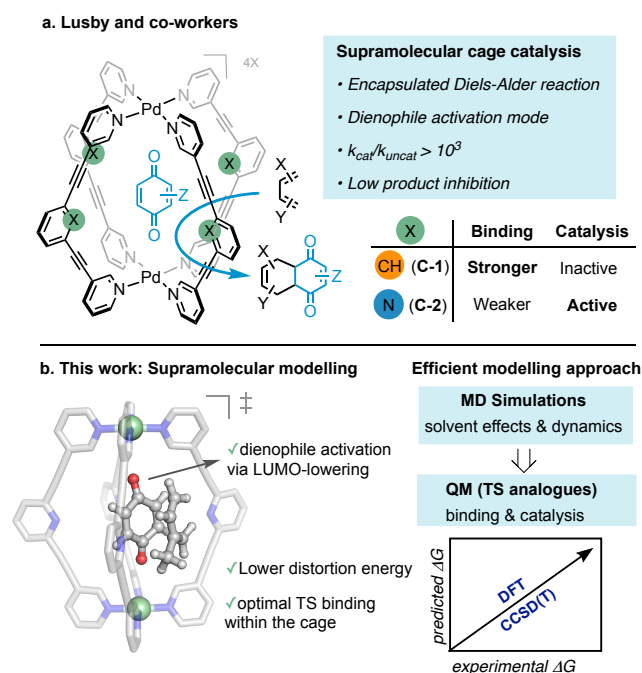 a. Lusby and co-workers
4X
Pd
N
N
N
N
X
X
X
X
O
O
Z
X
Y
N
N
N
N
Pd
X
Y
O
O
Z
Supramolecular cage catalysis
• Encapsulated Diels-Alder reaction
• Dienophile activation mode
• kcat/kuncat > 10³
• Low product inhibition
X Binding Catalysis
CH (C-1) Stronger Inactive
N (C-2) Weaker Active
b. This work: Supramolecular modelling
‡
✓dienophile activation
via LUMO-lowering
✓Lower distortion energy
✓optimal TS binding
within the cage
Efficient modelling approach
MD Simulations
solvent effects & dynamics
QM (TS analogues)
binding & catalysis
predicted ΔG
DFT
CCSD(T)
experimental ΔG